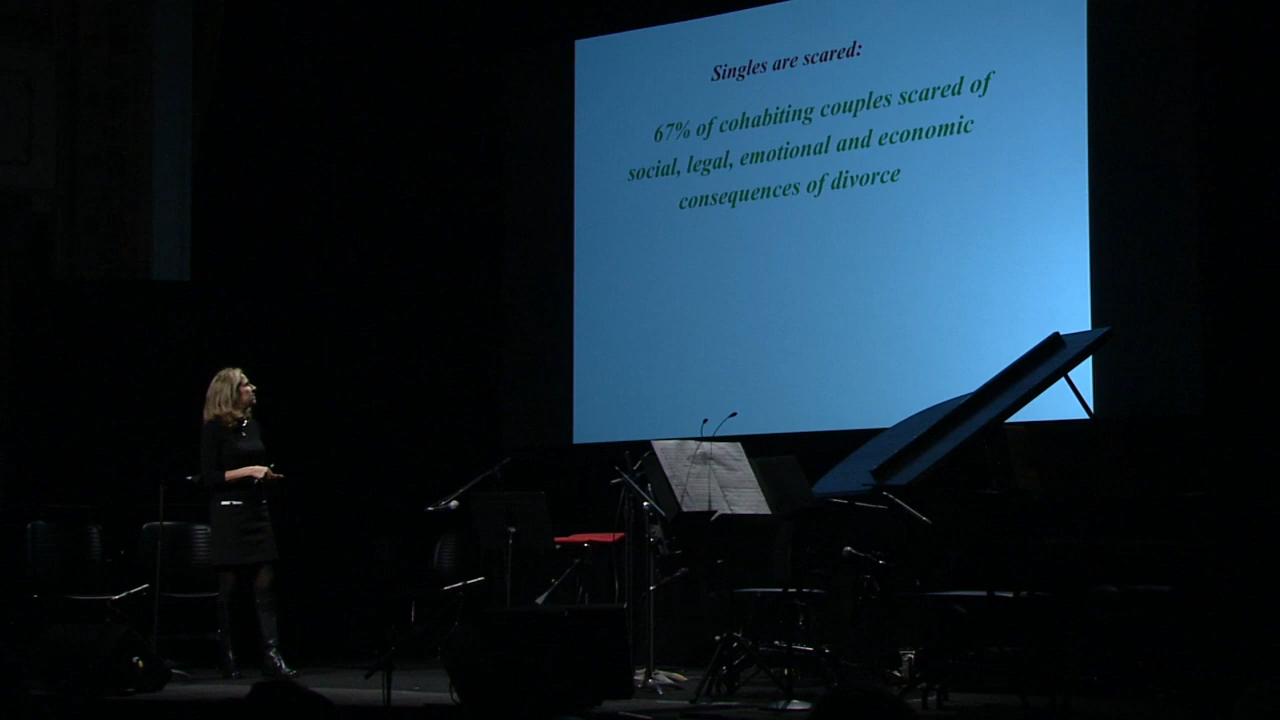 Singles are scared:
67% of cohabiting couples scared of
social, legal, emotional and economic
consequences of divorce